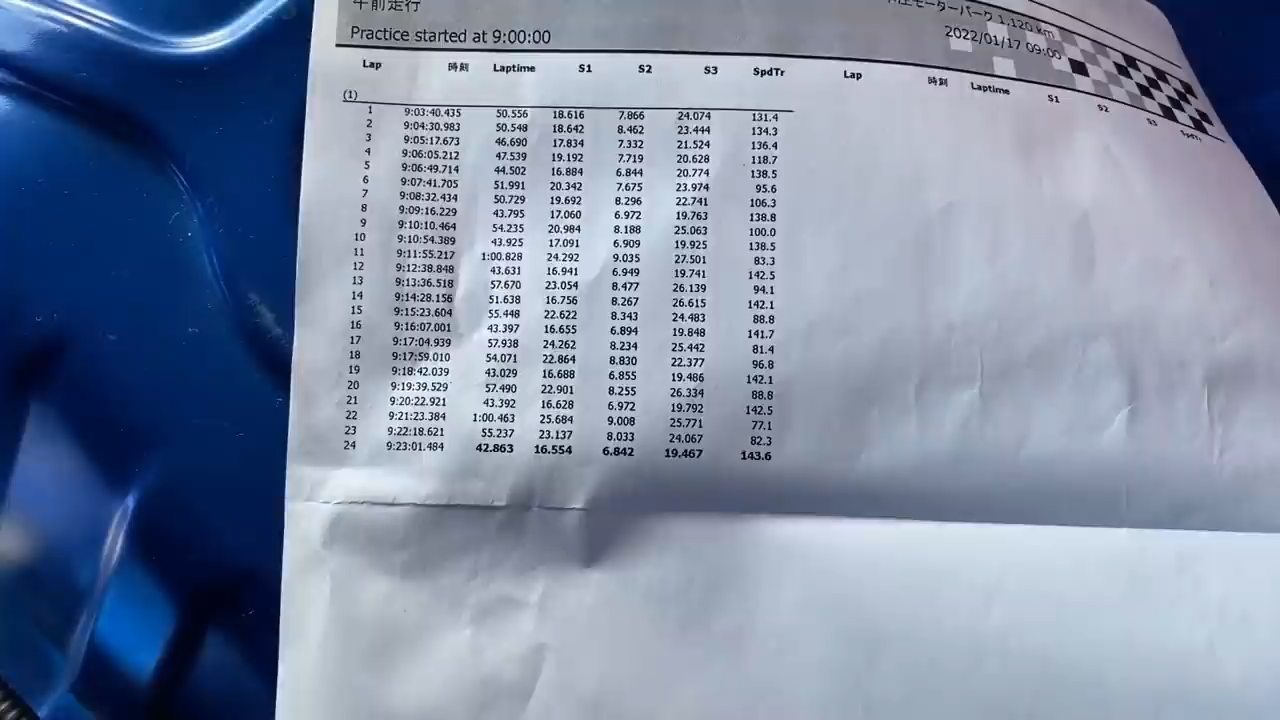 午前走行
モーターパーク 1.120 km
Practice started at 9:00:00
2022/01/17 09:00
Lap 時刻 Laptime S1 S2 S3 SpdTr Lap 時刻 Laptime S1 S2 S3 SpdTr
(1)
1 9:03:40.435 50.556 18.616 7.866 24.074 131.4
2 9:04:30.983 50.548 18.642 8.462 23.444 134.3
3 9:05:17.673 46.690 17.834 7.332 21.524 136.4
4 9:06:05.212 47.539 19.192 7.719 20.628 118.7
5 9:06:49.714 44.502 16.884 6.844 20.774 138.5
6 9:07:41.705 51.991 20.342 7.675 23.974 95.6
7 9:08:32.434 50.729 19.692 8.296 22.741 106.3
8 9:09:16.229 43.795 17.060 6.972 19.763 138.8
9 9:10:10.464 54.235 20.984 8.188 25.063 100.0
10 9:10:54.389 43.925 17.091 6.909 19.925 138.5
11 9:11:55.217 1:00.828 24.292 9.035 27.501 83.3
12 9:12:38.848 43.631 16.941 6.949 19.741 142.5
13 9:13:36.518 57.670 23.054 8.477 26.139 94.1
14 9:14:28.156 51.638 16.756 8.267 26.615 142.1
15 9:15:23.604 55.448 22.622 8.343 24.483 88.8
16 9:16:07.001 43.397 16.655 6.894 19.848 141.7
17 9:17:04.939 57.938 24.262 8.234 25.442 81.4
18 9:17:59.010 54.071 22.864 8.830 22.377 96.8
19 9:18:42.039 43.029 16.688 6.855 19.486 142.1
20 9:19:39.529 57.490 22.901 8.255 26.334 88.8
21 9:20:22.921 43.392 16.628 6.972 19.792 142.5
22 9:21:23.384 1:00.463 25.684 9.008 25.771 77.1
23 9:22:18.621 55.237 23.137 8.033 24.067 82.3
24 9:23:01.484 42.863 16.554 6.842 19.467 143.6